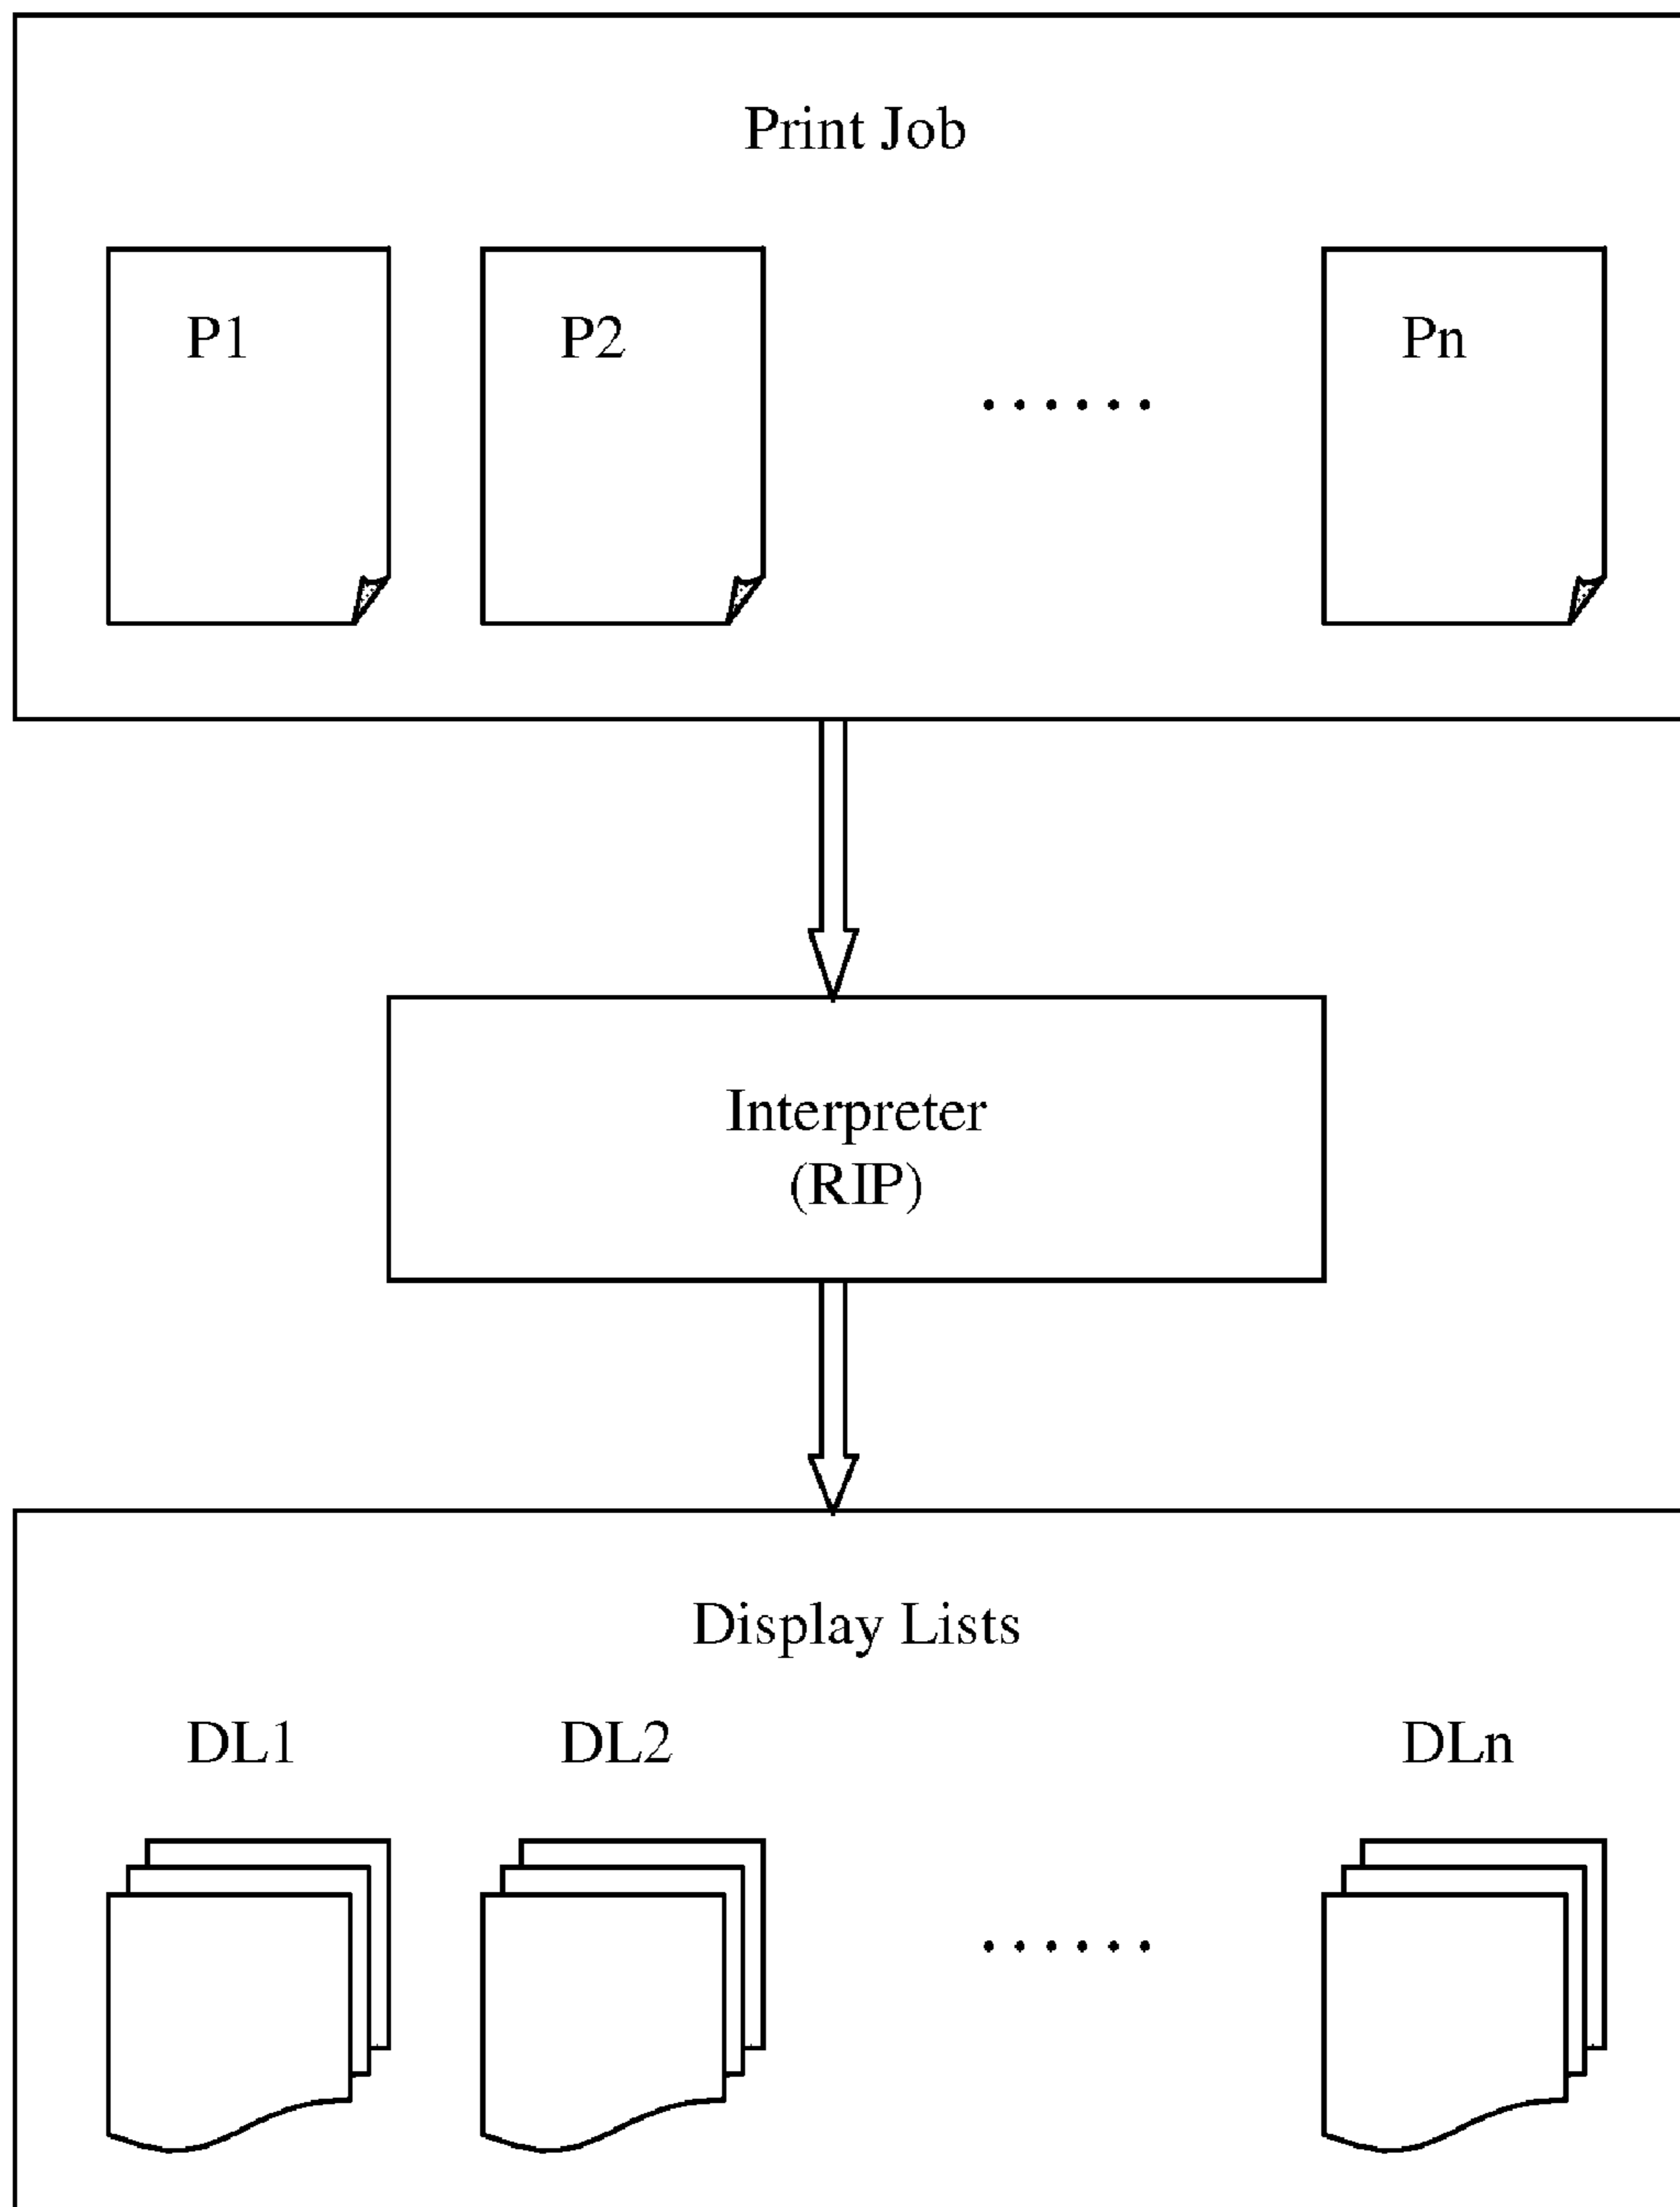 Print Job
P1
P2
......
Pn
Interpreter
(RIP)
Display Lists
DL1
DL2
DLn
......